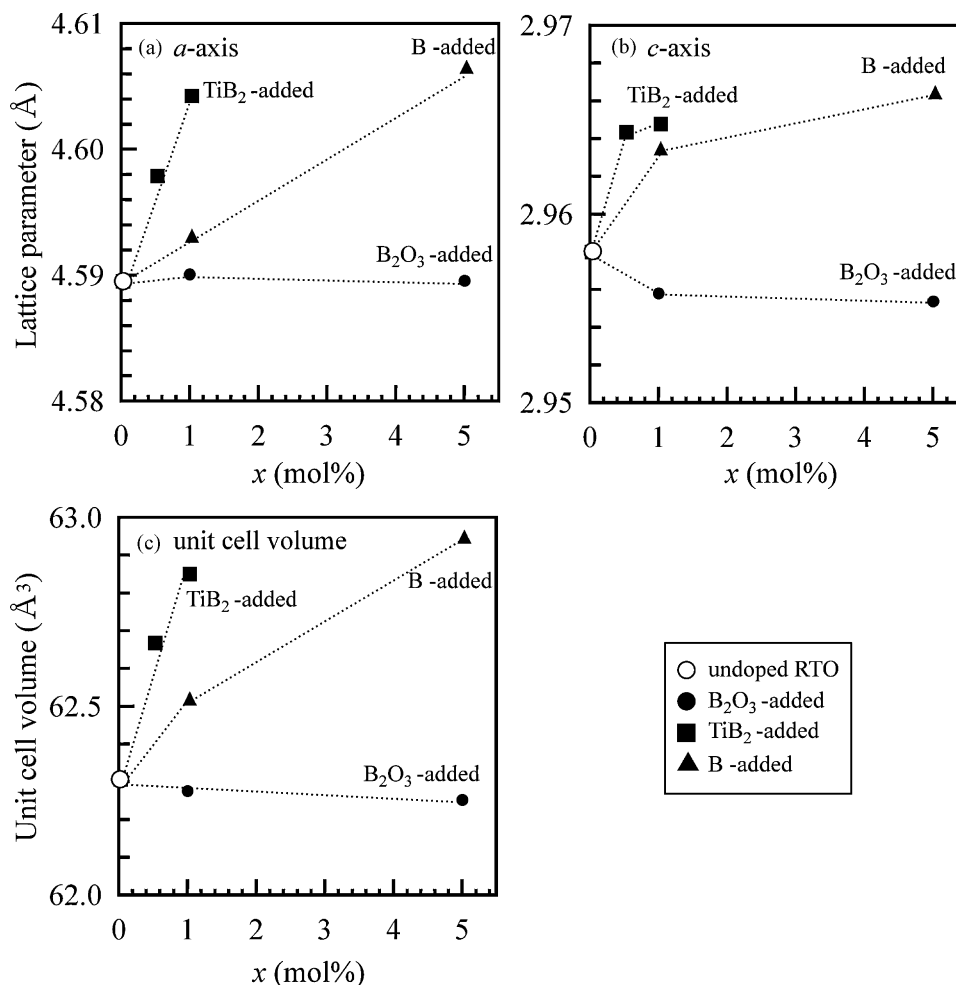 (a) a-axis
Lattice parameter (Å)
4.61
4.60
4.59
4.58
TiB2-added
B -added
B2O3-added
0 1 2 3 4 5
x (mol%)
(b) c-axis
2.97
2.96
2.95
TiB2-added
B -added
B2O3-added
0 1 2 3 4 5
x (mol%)
(c) unit cell volume
Unit cell volume (Å3)
63.0
62.5
62.0
TiB2-added
B -added
B2O3-added
0 1 2 3 4 5
x (mol%)
undoped RTO
B2O3-added
TiB2-added
B -added